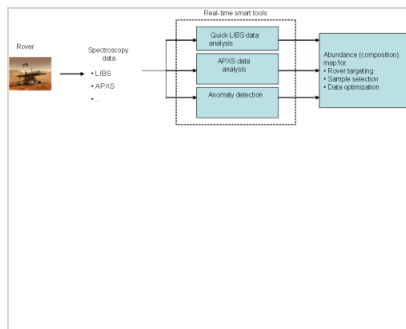 Real-time smart tools
Rover
Spectroscopy
data
• LIBS
• APXS
• ...
Quick LIBS data
analysis
APXS data
analysis
Anomaly detection
Abundance (composition)
map for:
• Rover targeting
• Sample selection
• Data optimization